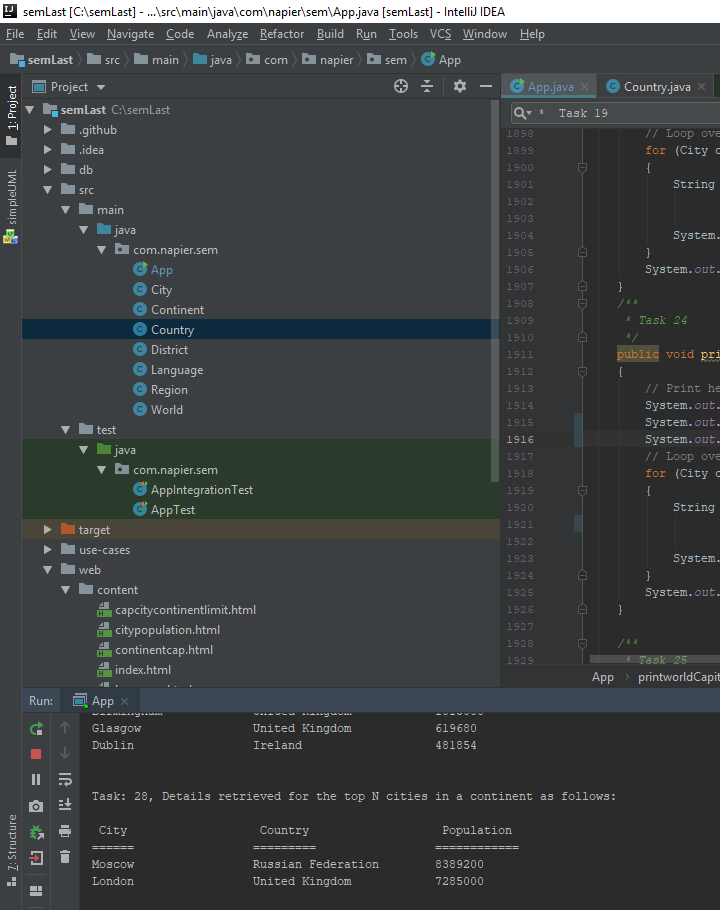 semLast [C:\semLast] - ...\src\main\java\com\napier\sem\App.java [semLast] - IntelliJ IDEA
File Edit View Navigate Code Analyze Refactor Build Run Tools VCS Window Help
semLast src main java com napier sem App
1: Project
simpleUML
7: Structure
Project
semLast C:\semLast
.github
.idea
db
src
main
java
com.napier.sem
App
City
Continent
Country
District
Language
Region
World
test
java
com.napier.sem
AppIntegrationTest
AppTest
target
use-cases
web
content
capcitycontinentlimit.html
citypopulation.html
continentcap.html
index.html
App.java Country.java
* Task 19
1898 // Loop ove
1899 for (City c
1900 {
1901 String
1902
1903
1904 System.
1905 }
1906 System.out.
1907 }
1908 /**
1909 * Task 24
1910 */
1911 public void pri
1912 {
1913 // Print he
1914 System.out.
1915 System.out.
1916 System.out.
1917 // Loop ove
1918 for (City c
1919 {
1920 String
1921
1922
1923 System.
1924 }
1925 System.out.
1926 }
1927
1928 /**
1929 * Task 25
App printworldCapit
Run: App
Birmingham United Kingdom
Glasgow United Kingdom 619680
Dublin Ireland 481854
Task: 28, Details retrieved for the top N cities in a continent as follows:
City Country Population
====== ========= ============
Moscow Russian Federation 8389200
London United Kingdom 7285000